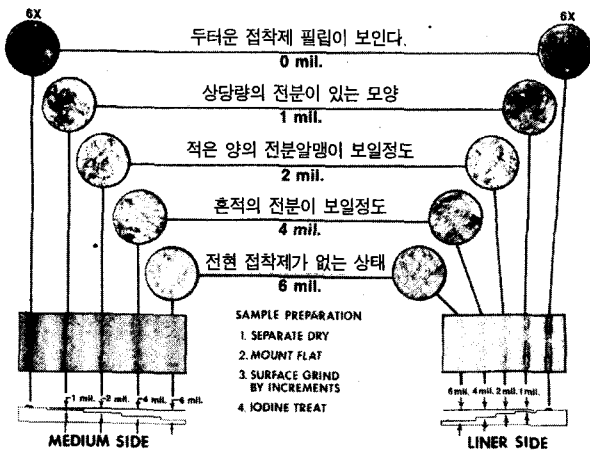 6X 6X
두터운 접착제 필림이 보인다.
0 mil.
상당량의 전분이 있는 모양
1 mil.
적은 양의 전분알맹이 보일정도
2 mil.
흔적의 전분이 보일정도
4 mil.
전현 접착제가 없는 상태
6 mil.
SAMPLE PREPARATION
1. SEPARATE DRY
2. MOUNT FLAT
3. SURFACE GRIND
BY INCREMENTS
4. IODINE TREAT
1 mil. 2 mil. 4 mil. 6 mil.
6 mil. 4 mil. 2 mil. 1 mil.
MEDIUM SIDE LINER SIDE